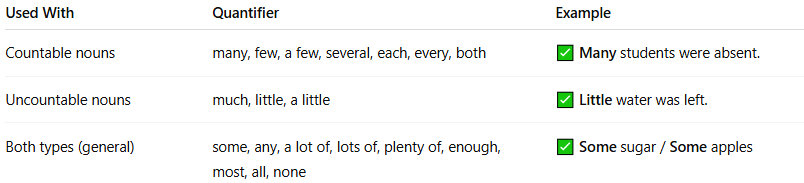 Used With Quantifier Example
Countable nouns many, few, a few, several, each, every, both ✅ Many students were absent.
Uncountable nouns much, little, a little ✅ Little water was left.
Both types (general) some, any, a lot of, lots of, plenty of, enough, ✅ Some sugar / Some apples
most, all, none